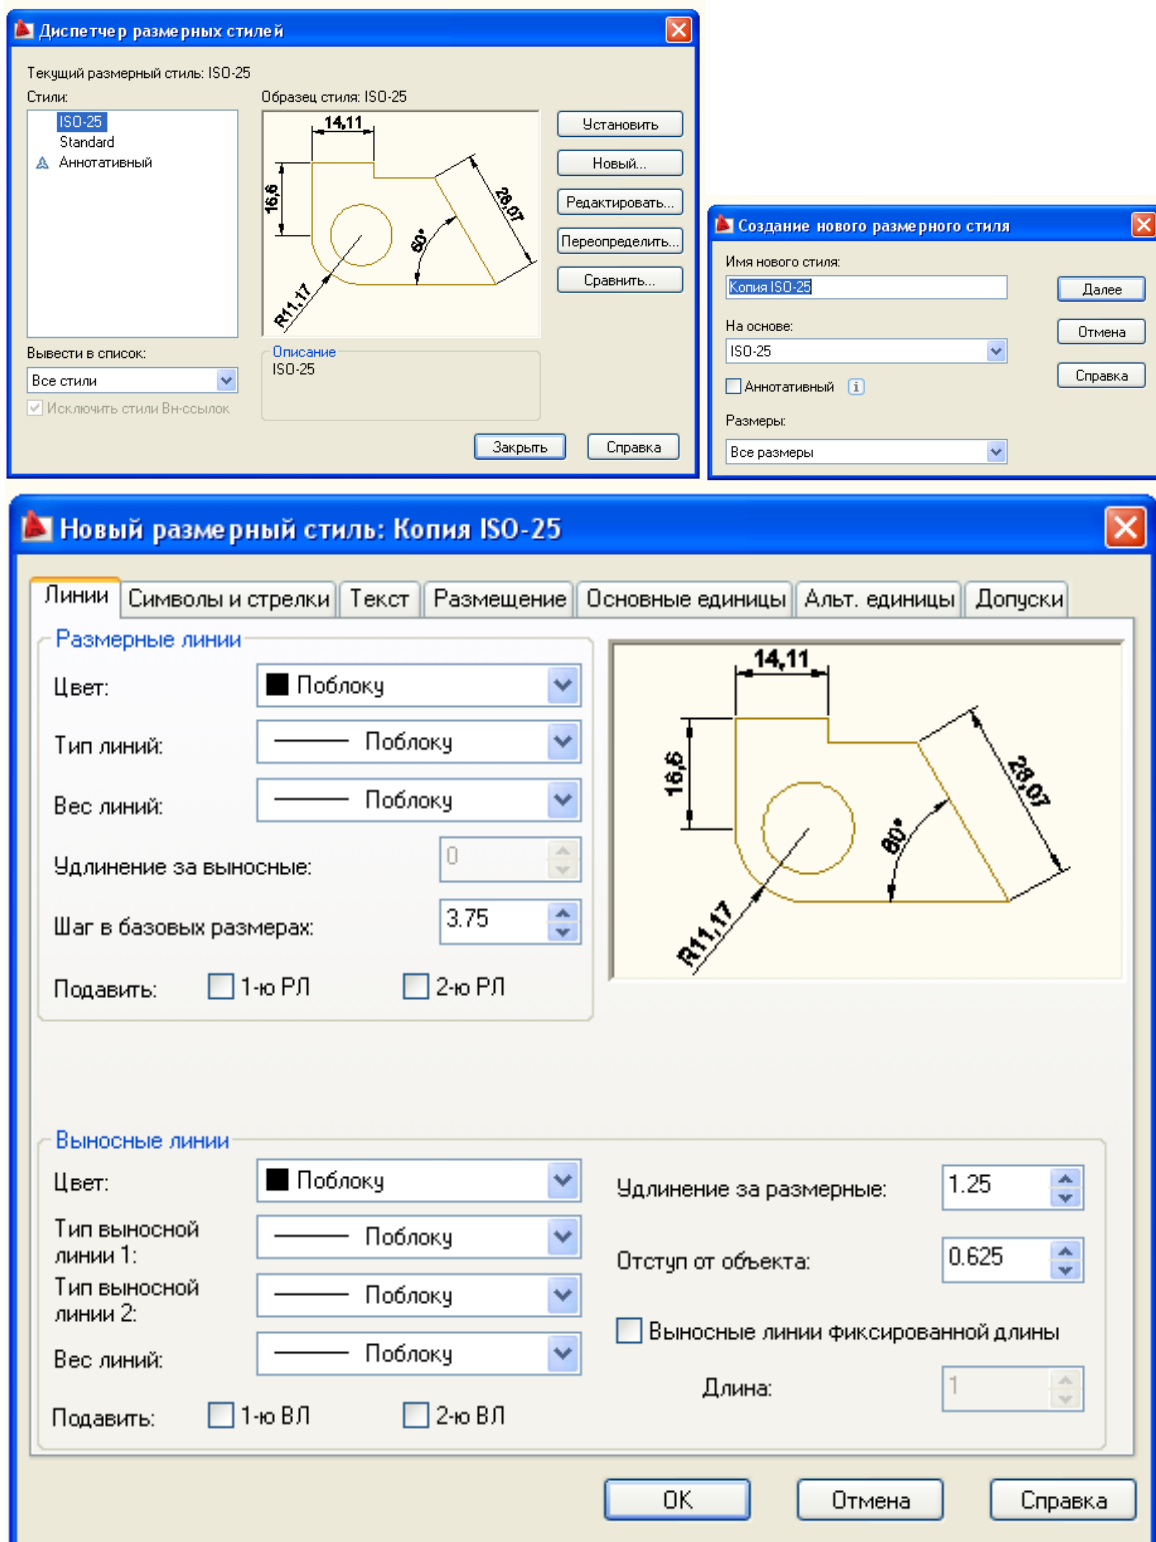 Диспетчер размерных стилей
Текущий размерный стиль: ISO-25
Стили:
ISO-25
Standard
Аннотативный
Вывести в список:
Все стили
Исключить стили Вн-ссылок
Образец стиля: ISO-25
14,11
16,6
28,07
60°
R11,17
Описание
ISO-25
Установить
Новый...
Редактировать...
Переопределить...
Сравнить...
Закрыть
Справка
Создание нового размерного стиля
Имя нового стиля:
Копия ISO-25
На основе:
ISO-25
Аннотативный
Размеры:
Все размеры
Далее
Отмена
Справка
Новый размерный стиль: Копия ISO-25
Линии Символы и стрелки Текст Размещение Основные единицы Альт. единицы Допуски
Размерные линии
Цвет: Поблоку
Тип линий: Поблоку
Вес линий: Поблоку
Удлинение за выносные: 0
Шаг в базовых размерах: 3.75
Подавить: 1-ю РЛ 2-ю РЛ
14,11
16,6
28,07
60°
R11,17
Выносные линии
Цвет: Поблоку
Тип выносной
линии 1: Поблоку
Тип выносной
линии 2: Поблоку
Вес линий: Поблоку
Подавить: 1-ю ВЛ 2-ю ВЛ
Удлинение за размерные: 1.25
Отступ от объекта: 0.625
Выносные линии фиксированной длины
Длина: 1
OK
Отмена
Справка